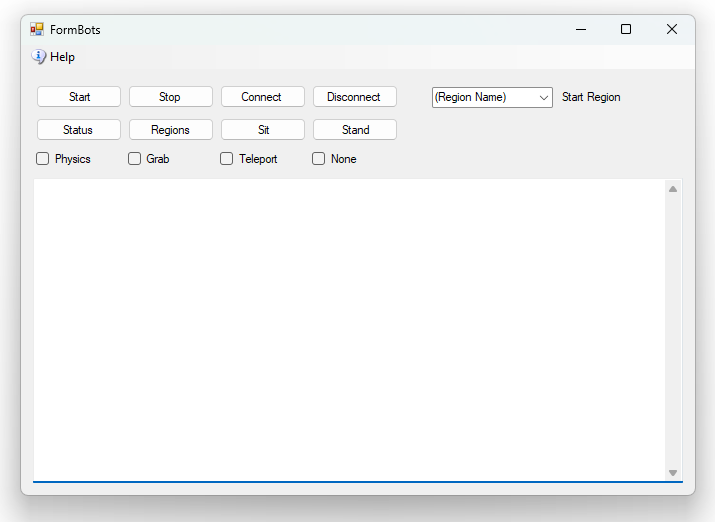 FormBots
Help
Start Stop Connect Disconnect (Region Name) Start Region
Status Regions Sit Stand
Physics Grab Teleport None